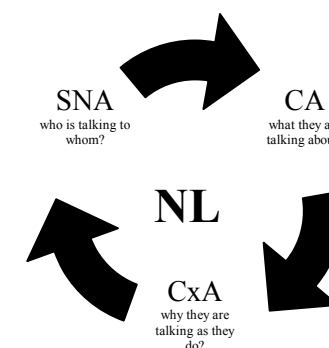 SNA
who is talking to
whom?
CA
what they
talking
NL
CxA
why they are
talking as they
do?